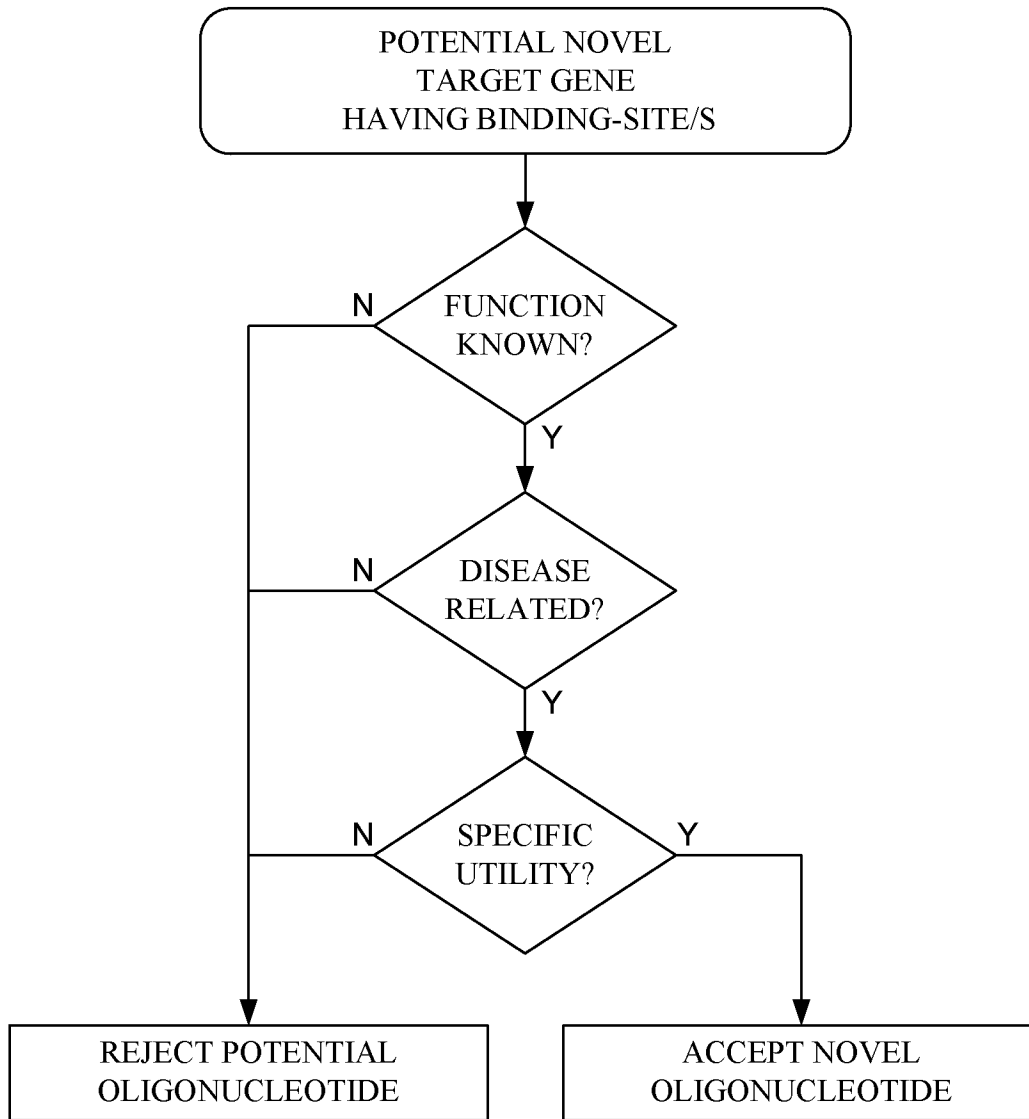 POTENTIAL NOVEL
TARGET GENE
HAVING BINDING-SITE/S
N
FUNCTION
KNOWN?
Y
N
DISEASE
RELATED?
Y
N
SPECIFIC
UTILITY?
Y
REJECT POTENTIAL
OLIGONUCLEOTIDE
ACCEPT NOVEL
OLIGONUCLEOTIDE